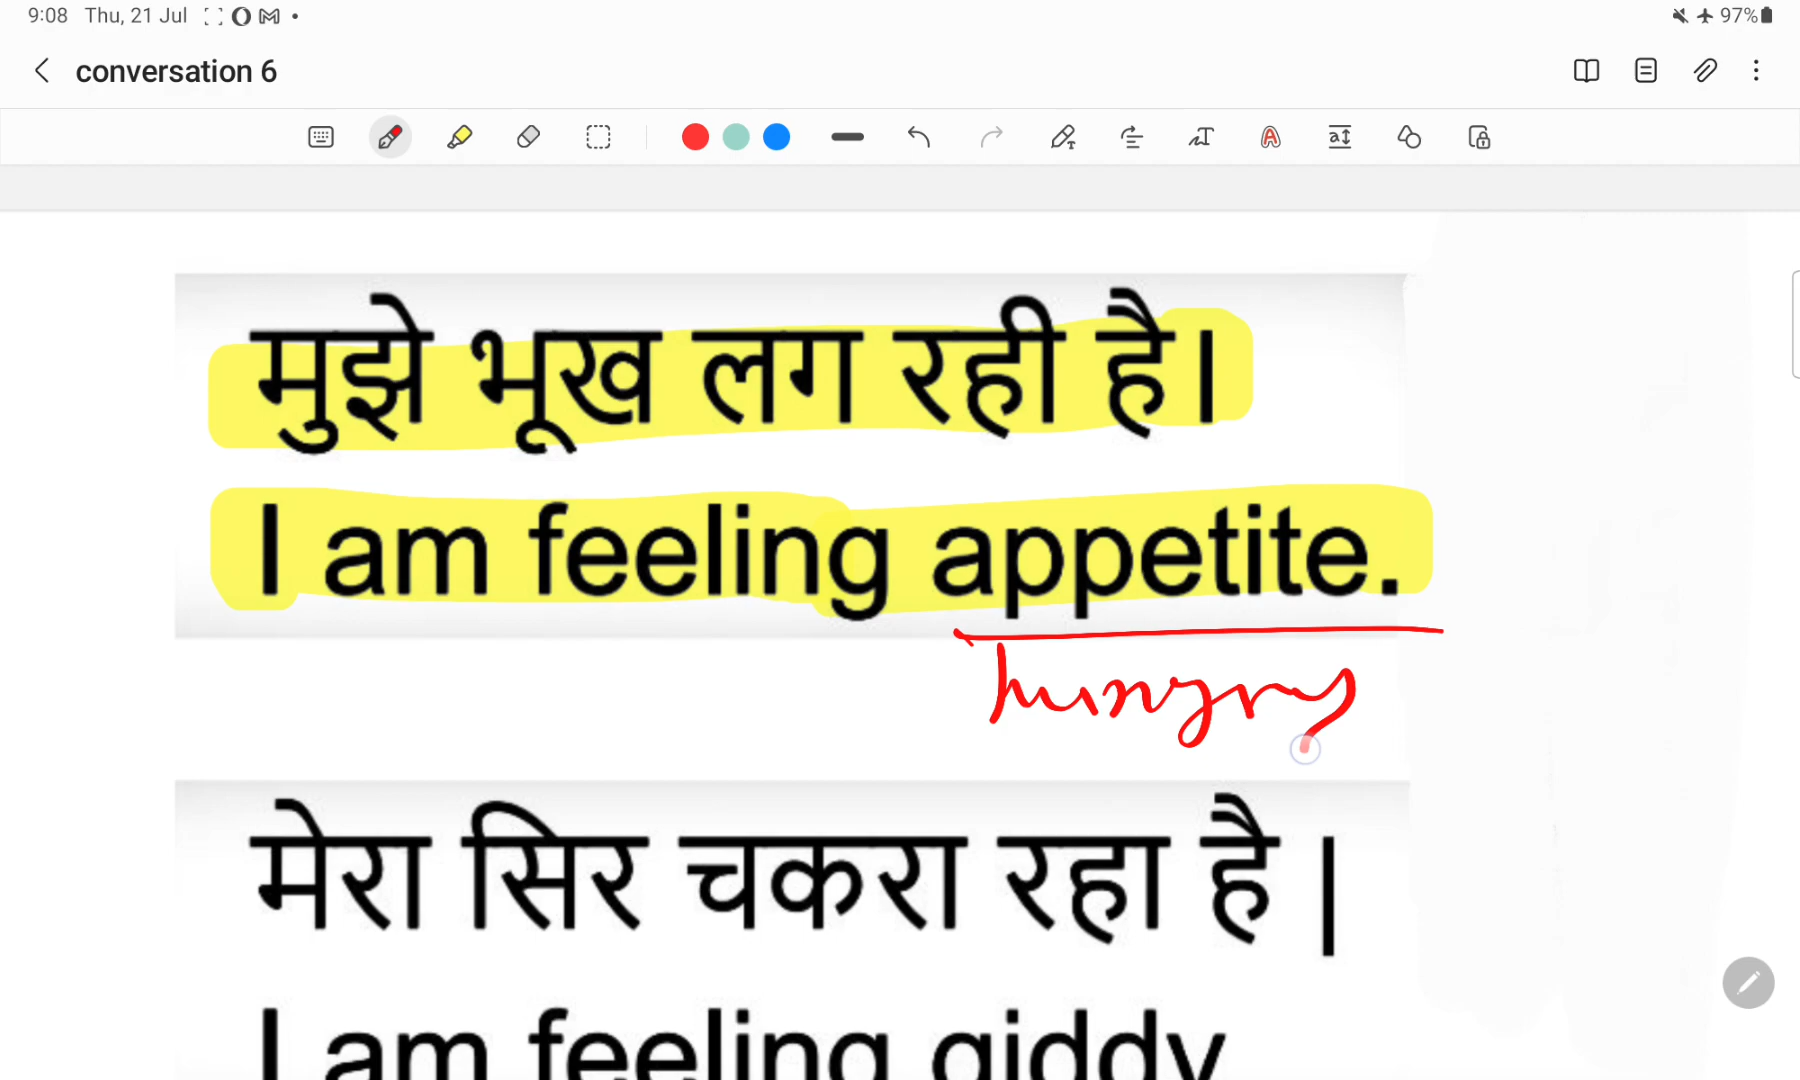 9:08 Thu, 21 Jul 97%
conversation 6
मुझे भूख लग रही है।
I am feeling appetite.
hungry
मेरा सिर चकरा रहा है |
I am feeling giddy